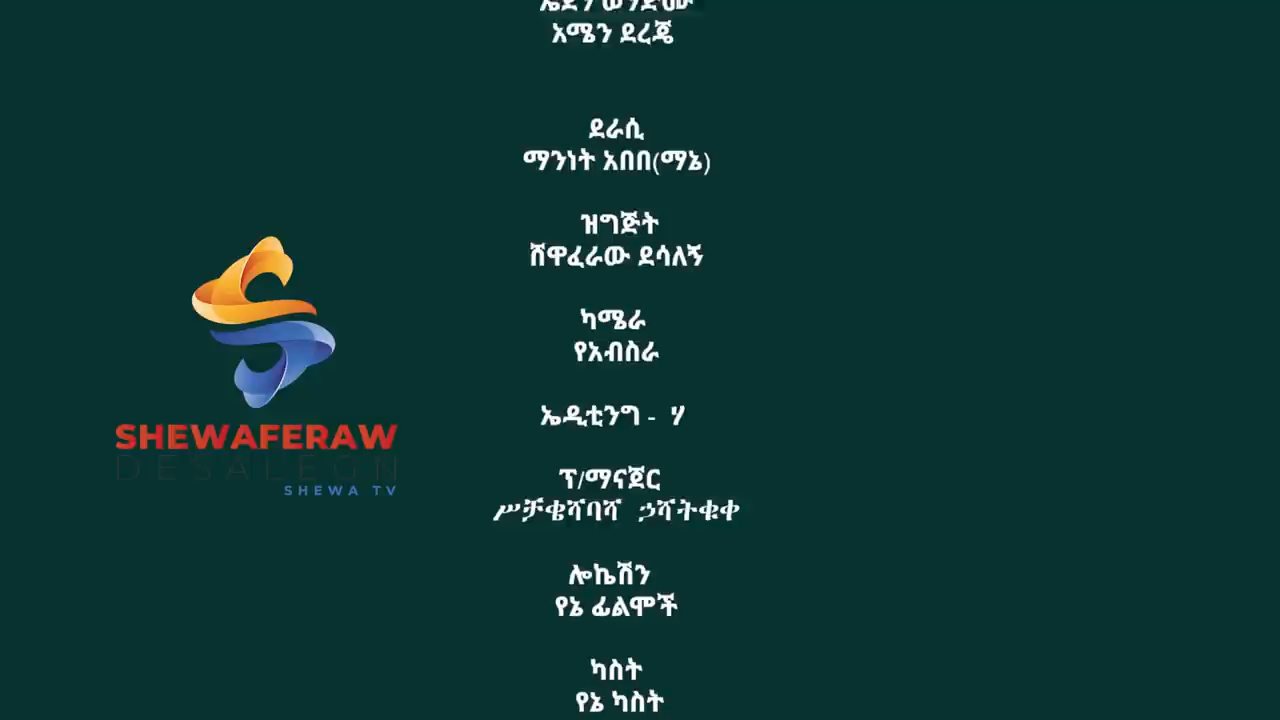 አሜን ደረጄ
ደራሲ
ማንነት አበበ(ማኔ)
ዝግጅት
ሸዋፈራው ደሳለኝ
ካሜራ
የአብስራ
ኤዲቲንግ - ሃ
ፕ/ማናጀር
ሥቻቄሻባሻ ኃሻትቁቀ
ሎኬሽን
የኔ ፊልሞች
ካስት
የኔ ካስት
SHEWAFERAW
DESALEGN
SHEWA TV